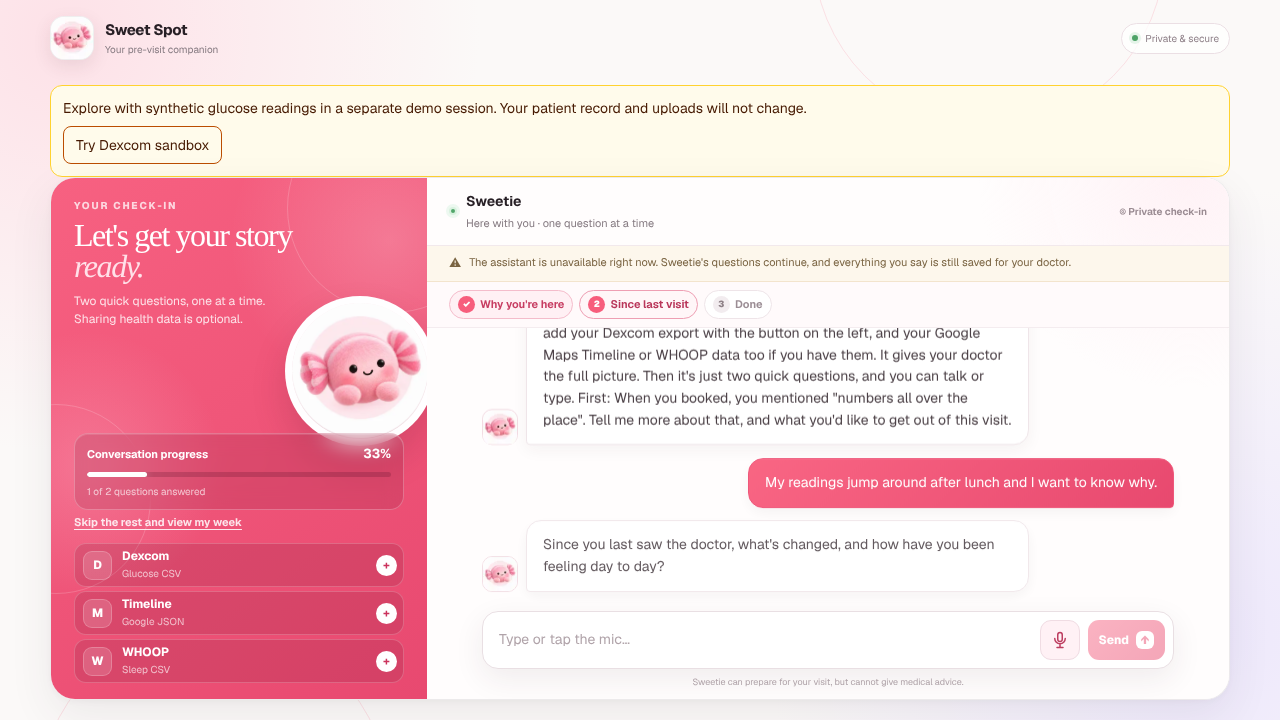 Sweet Spot
Your pre-visit companion
Private & secure
Explore with synthetic glucose readings in a separate demo session. Your patient record and uploads will not change.
Try Dexcom sandbox
YOUR CHECK-IN
Let's get your story
ready.
Two quick questions, one at a time.
Sharing health data is optional.
Conversation progress
33%
1 of 2 questions answered
Skip the rest and view my week
D
Dexcom
Glucose CSV
+
M
Timeline
Google JSON
+
W
WHOOP
Sleep CSV
+
Sweetie
Here with you · one question at a time
Private check-in
The assistant is unavailable right now. Sweetie's questions continue, and everything you say is still saved for your doctor.
Why you're here
2 Since last visit
3 Done
add your Dexcom export with the button on the left, and your Google
Maps Timeline or WHOOP data too if you have them. It gives your doctor
the full picture. Then it's just two quick questions, and you can talk or
type. First: When you booked, you mentioned "numbers all over the
place". Tell me more about that, and what you'd like to get out of this visit.
My readings jump around after lunch and I want to know why.
Since you last saw the doctor, what's changed, and how have you been
feeling day to day?
Type or tap the mic...
Send
Sweetie can prepare for your visit, but cannot give medical advice.